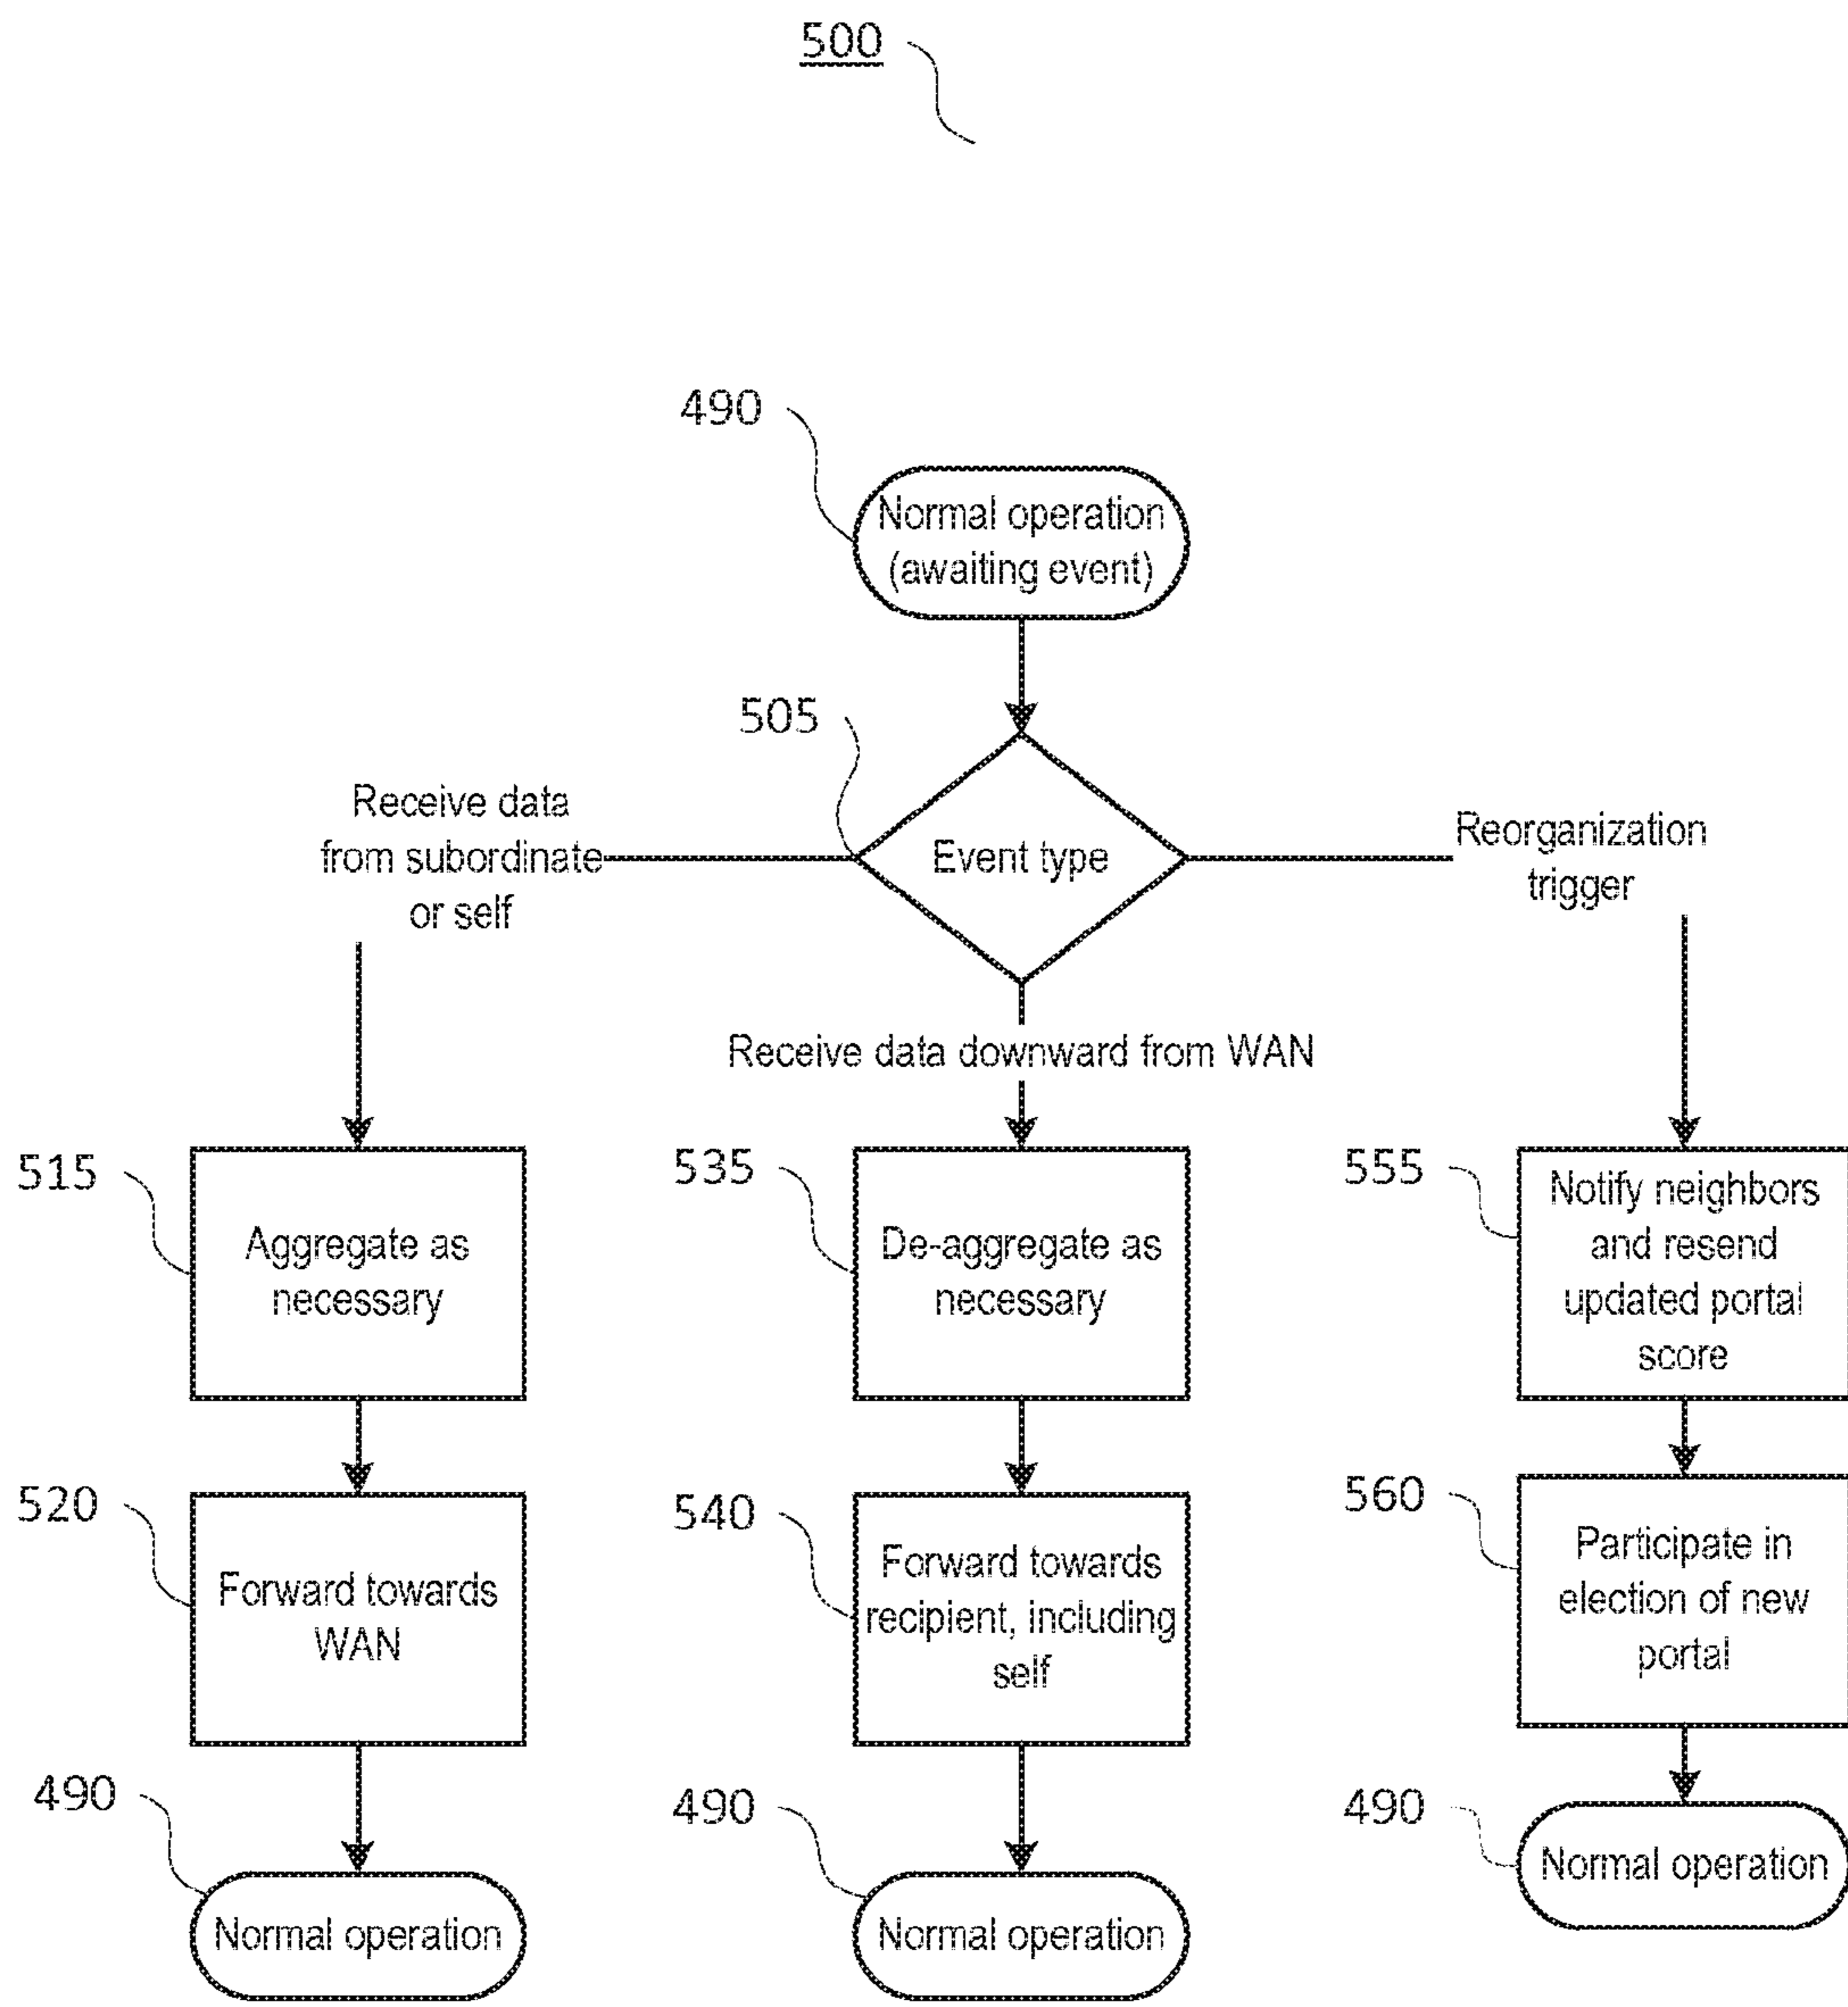 500
490
Normal operation
(awaiting event)
505
Event type
Receive data
from subordinate
or self
Reorganization
trigger
Receive data downward from WAN
515
Aggregate as
necessary
535
De-aggregate as
necessary
555
Notify neighbors
and resend
updated portal
score
520
Forward towards
WAN
540
Forward towards
recipient, including
self
560
Participate in
election of new
portal
490
Normal operation
490
Normal operation
490
Normal operation